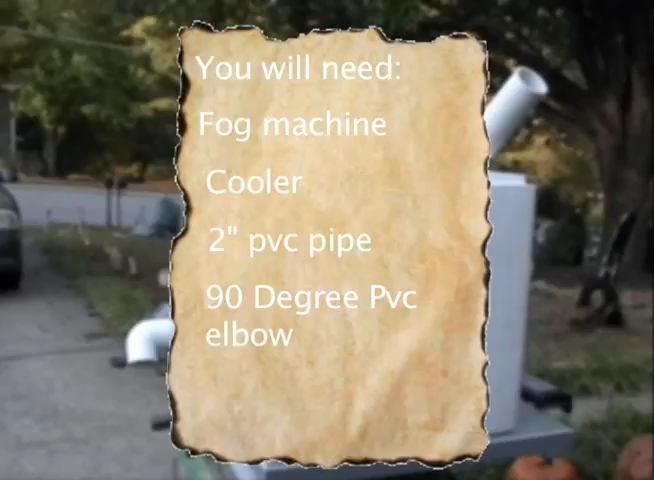 You will need:
Fog machine
Cooler
2" pvc pipe
90 Degree Pvc
elbow